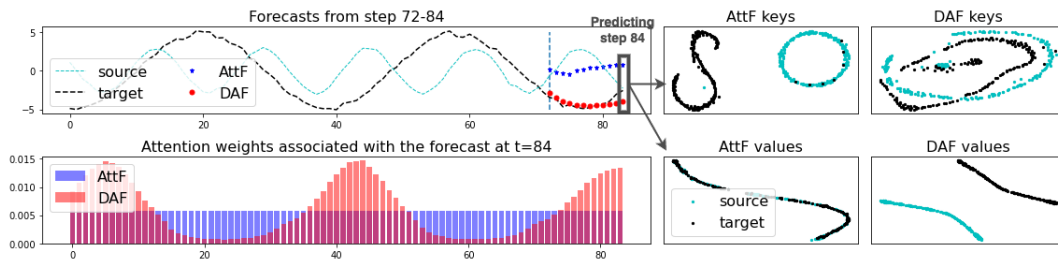 Forecasts from step 72-84
Predicting
step 84
AttF keys
DAF keys
5
0
−5
source
target
AttF
DAF
0
20
40
60
80
Attention weights associated with the forecast at t=84
AttF values
DAF values
0.015
0.010
0.005
0.000
AttF
DAF
source
target
0
20
40
60
80